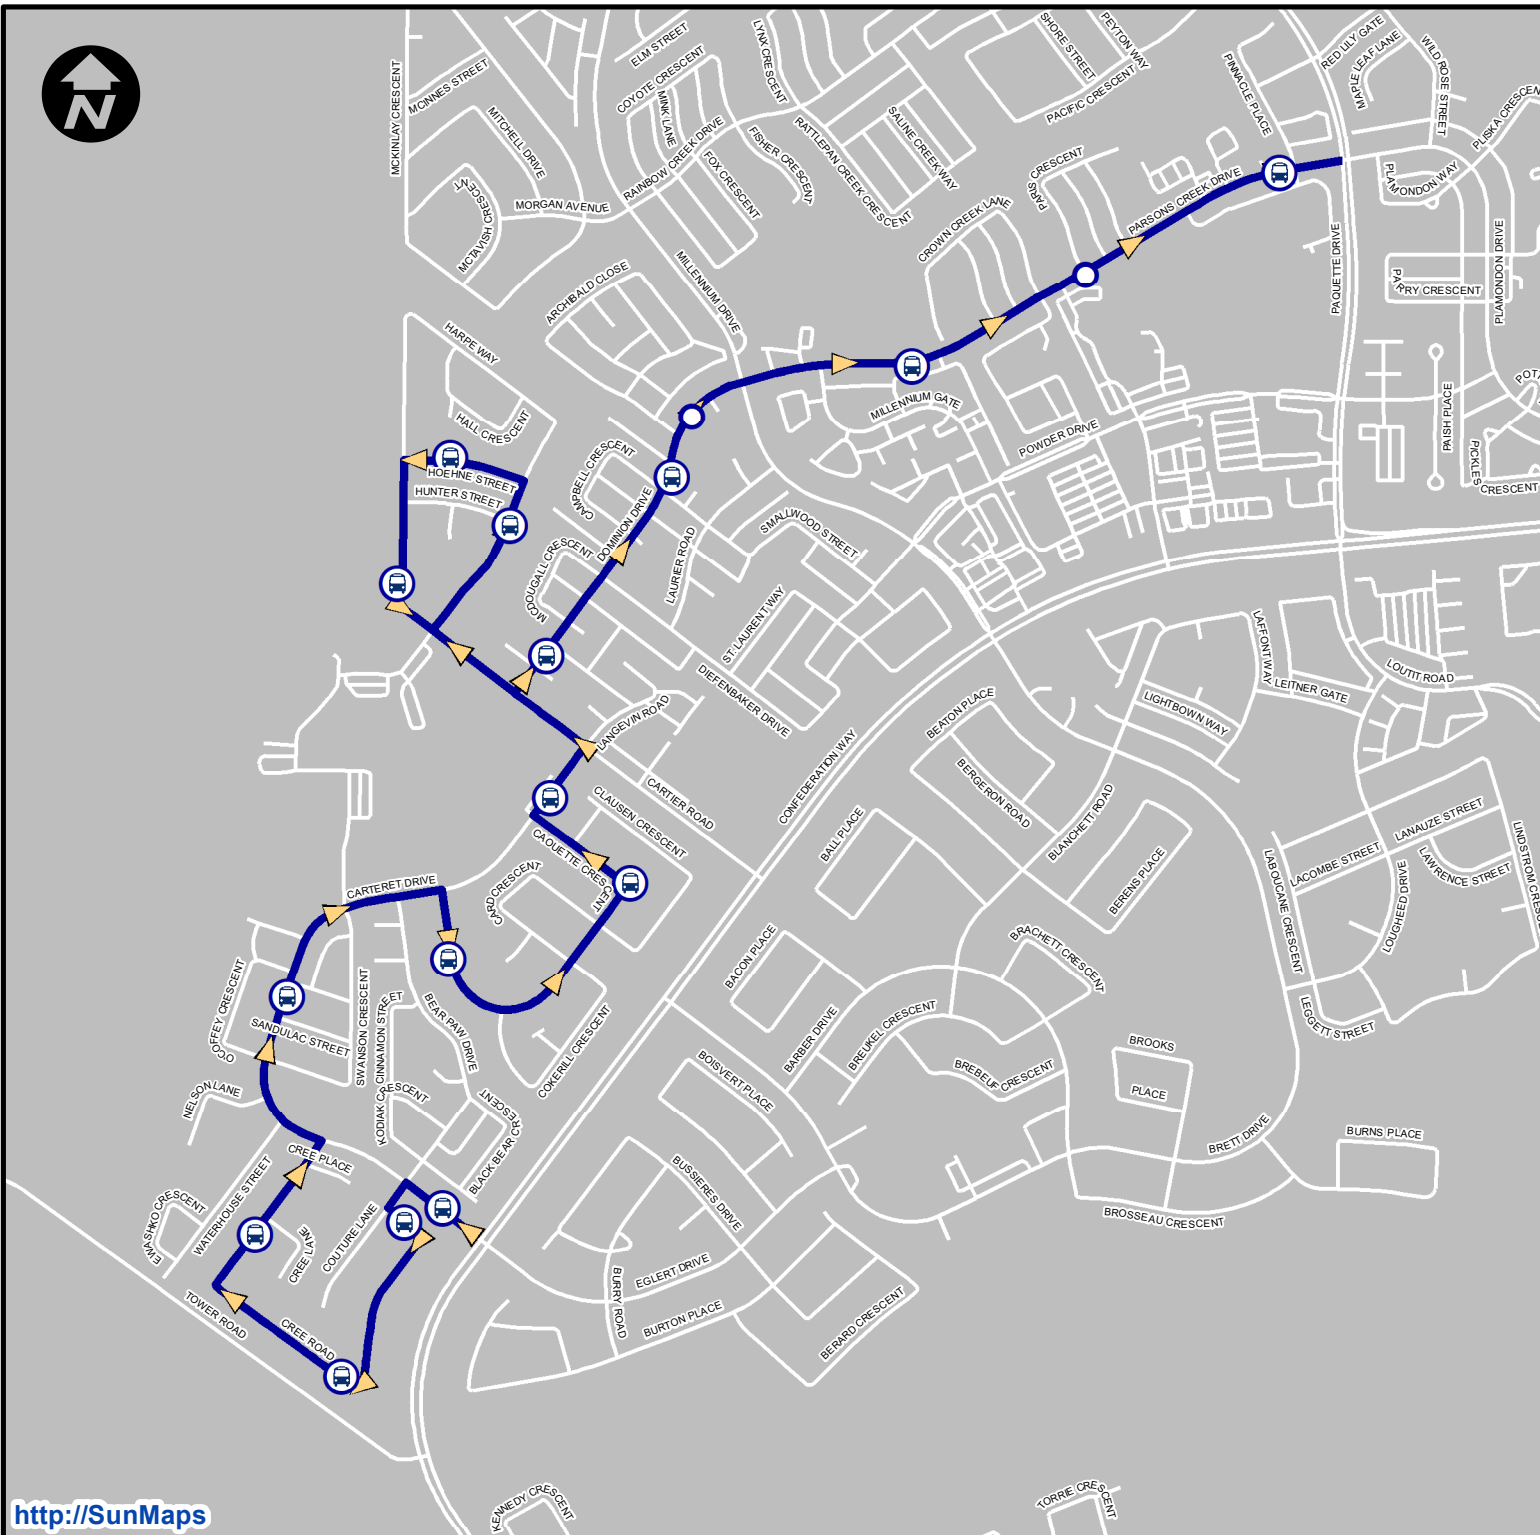 N
ELM STREET
LYNX CRESCENT
SHORE STREET
PEYTON WAY
RED LILY GATE
MAPLE LEAF LANE
WILD ROSE STREET
PINNACLE PLACE
MCKINLAY CRESCENT
MCINNES STREET
COYOTE CRESCENT
MINK LANE
PACIFIC CRESCENT
MITCHELL DRIVE
RAINBOW CREEK DRIVE
FISHER CRESCENT
RATTLEPAN CREEK CRESCENT
SALINE CREEK WAY
FOX CRESCENT
PARIS CRESCENT
PARSONS CREEK DRIVE
PLAMONDON WAY
MCTAVISH CRESCENT
MORGAN AVENUE
CROWN CREEK LANE
PAQUETTE DRIVE
PLAMONDON DRIVE
PARRY CRESCENT
MILLENNIUM DRIVE
ARCHIBALD CLOSE
HARPE WAY
HALL CRESCENT
MILLENNIUM GATE
POWDER DRIVE
PAISH PLACE
PICKLES
CRESCENT
HOEHNE STREET
HUNTER STREET
CAMPBELL CRESCENT
DOMINION DRIVE
SMALLWOOD STREET
MCDOUGALL CRESCENT
LAURIER ROAD
ST. LAURENT WAY
DIEFENBAKER DRIVE
LAFFONT WAY
LEITNER GATE
LOUTIT ROAD
LIGHTBOWN WAY
LANGEVIN ROAD
BEATON PLACE
BERGERON ROAD
CONFEDERATION WAY
CARTIER ROAD
CLAUSEN CRESCENT
BALL PLACE
BLANCHETT ROAD
BERENS PLACE
LANAUZE STREET
LACOMBE STREET
LAWRENCE STREET
LABOUCANE CRESCENT
LOUGHEED DRIVE
CAOUETTE CRESCENT
CARD CRESCENT
CARTERET DRIVE
BACON PLACE
BRACHETT CRESCENT
LEGGETT STREET
COFFEY CRESCENT
SANDULAC STREET
SWANSON CRESCENT
CINNAMON STREET
BEAR PAW DRIVE
COKERILL CRESCENT
BARBER DRIVE
BREUKEL CRESCENT
BREBEUF CRESCENT
BROOKS
PLACE
BOISVERT PLACE
NELSON LANE
BLACK BEAR CRESCENT
BRETT DRIVE
BURNS PLACE
CREE PLACE
WATERHOUSE STREET
EWASHKO CRESCENT
CREE LANE
COUTURE LANE
BUSSIERES DRIVE
BROSSEAU CRESCENT
EGLERT DRIVE
BURRY ROAD
BURTON PLACE
BERARD CRESCENT
TOWER ROAD
CREE ROAD
KENNEDY CRESCENT
TORRIE CRESCENT
http://SunMaps